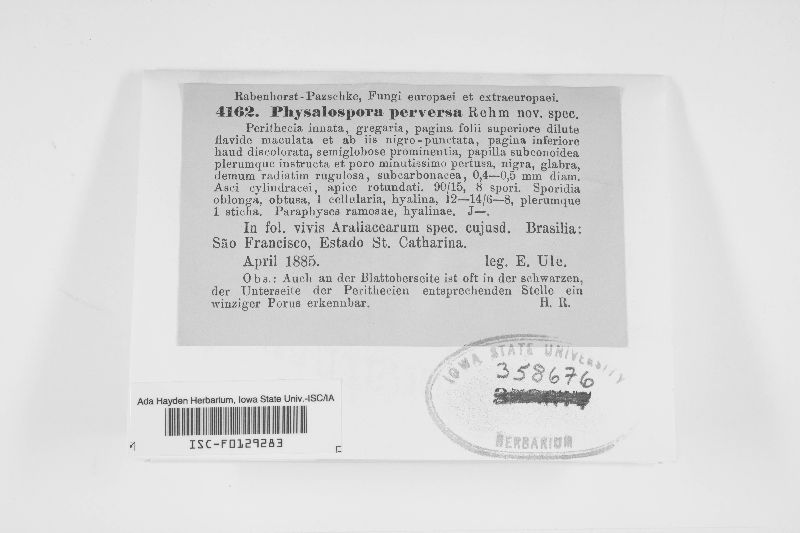 Rabenhorst-Pazschke, Fungi europaei et extraeuropaei.
4162. Physalospora perversa Rehm nov. spec.
Perithecia innata, gregaria, pagina folii superiore dilute
flavide maculata et ab iis nigro-punctata, pagina inferiore
haud discolorata, semiglobose prominentia, papilla subconoidea
plerumque instructa et poro minutissimo pertusa, nigra, glabra,
demum radiatim rugulosa, subcarbonacea, 0,4—0,5 mm diam.
Asci cylindracei, apice rotundati. 90/15, 8 spori. Sporidia
oblonga, obtusa, 1 cellularia, hyalina, 12—14/6—8, plerumque
1 sticha. Paraphyses ramosae, hyalinae. J—.
In fol. vivis Araliacearum spec. cujusd. Brasilia:
São Francisco, Estado St. Catharina.
April 1885. leg. E. Ule.
Obs.: Auch an der Blattoberseite ist oft in der schwarzen,
der Unterseite der Perithecien entsprechenden Stelle ein
winziger Porus erkennbar. H. R.
IOWA STATE UNIVERSITY
358676
HERBARIUM
Ada Hayden Herbarium, Iowa State Univ.-ISC/IA
ISC-F0129283